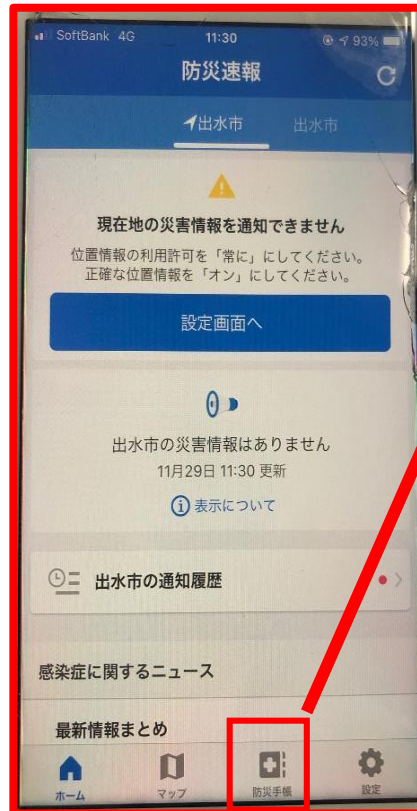 SoftBank 4G 11:30 93%
防災速報
出水市 出水市
現在地の災害情報を通知できません
位置情報の利用許可を「常に」にしてください。
正確な位置情報を「オン」にしてください。
設定画面へ
出水市の災害情報はありません
11月29日 11:30 更新
表示について
出水市の通知履歴
感染症に関するニュース
最新情報まとめ
ホーム マップ 防災手帳 設定